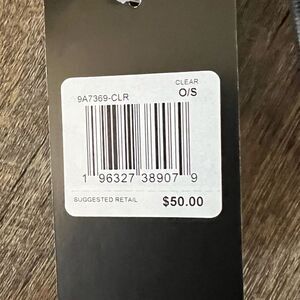 CLEAR
9A7369-CLR O/S
1 96327 38907 9
SUGGESTED RETAIL $50.00